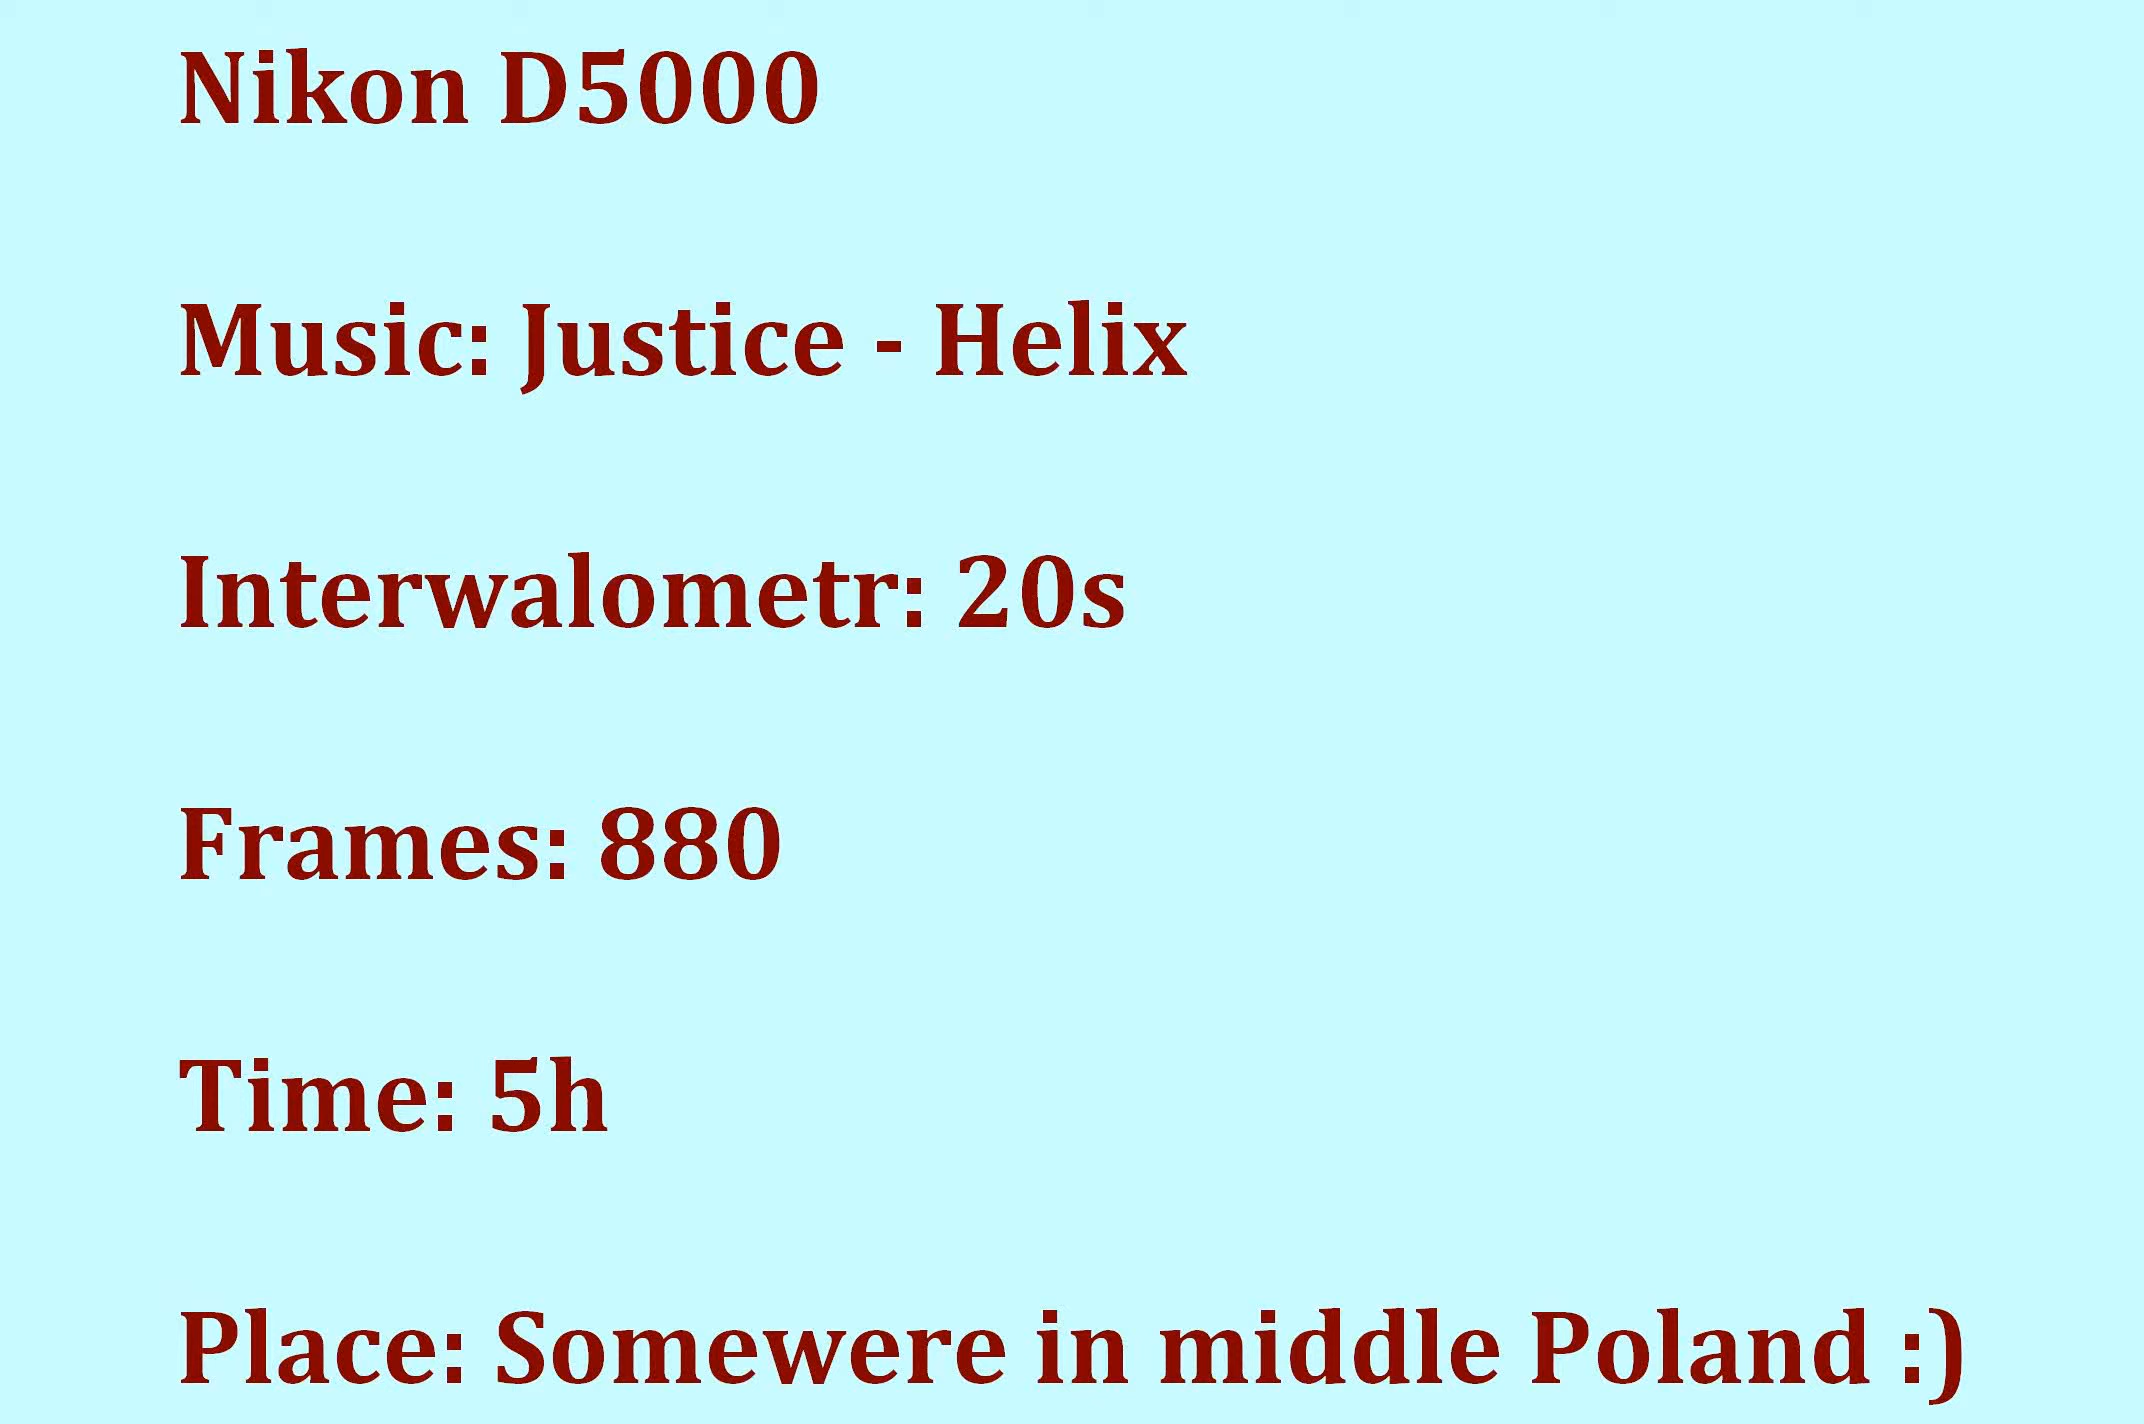 Nikon D5000
Music: Justice - Helix
Interwalometr: 20s
Frames: 880
Time: 5h
Place: Somewere in middle Poland :)